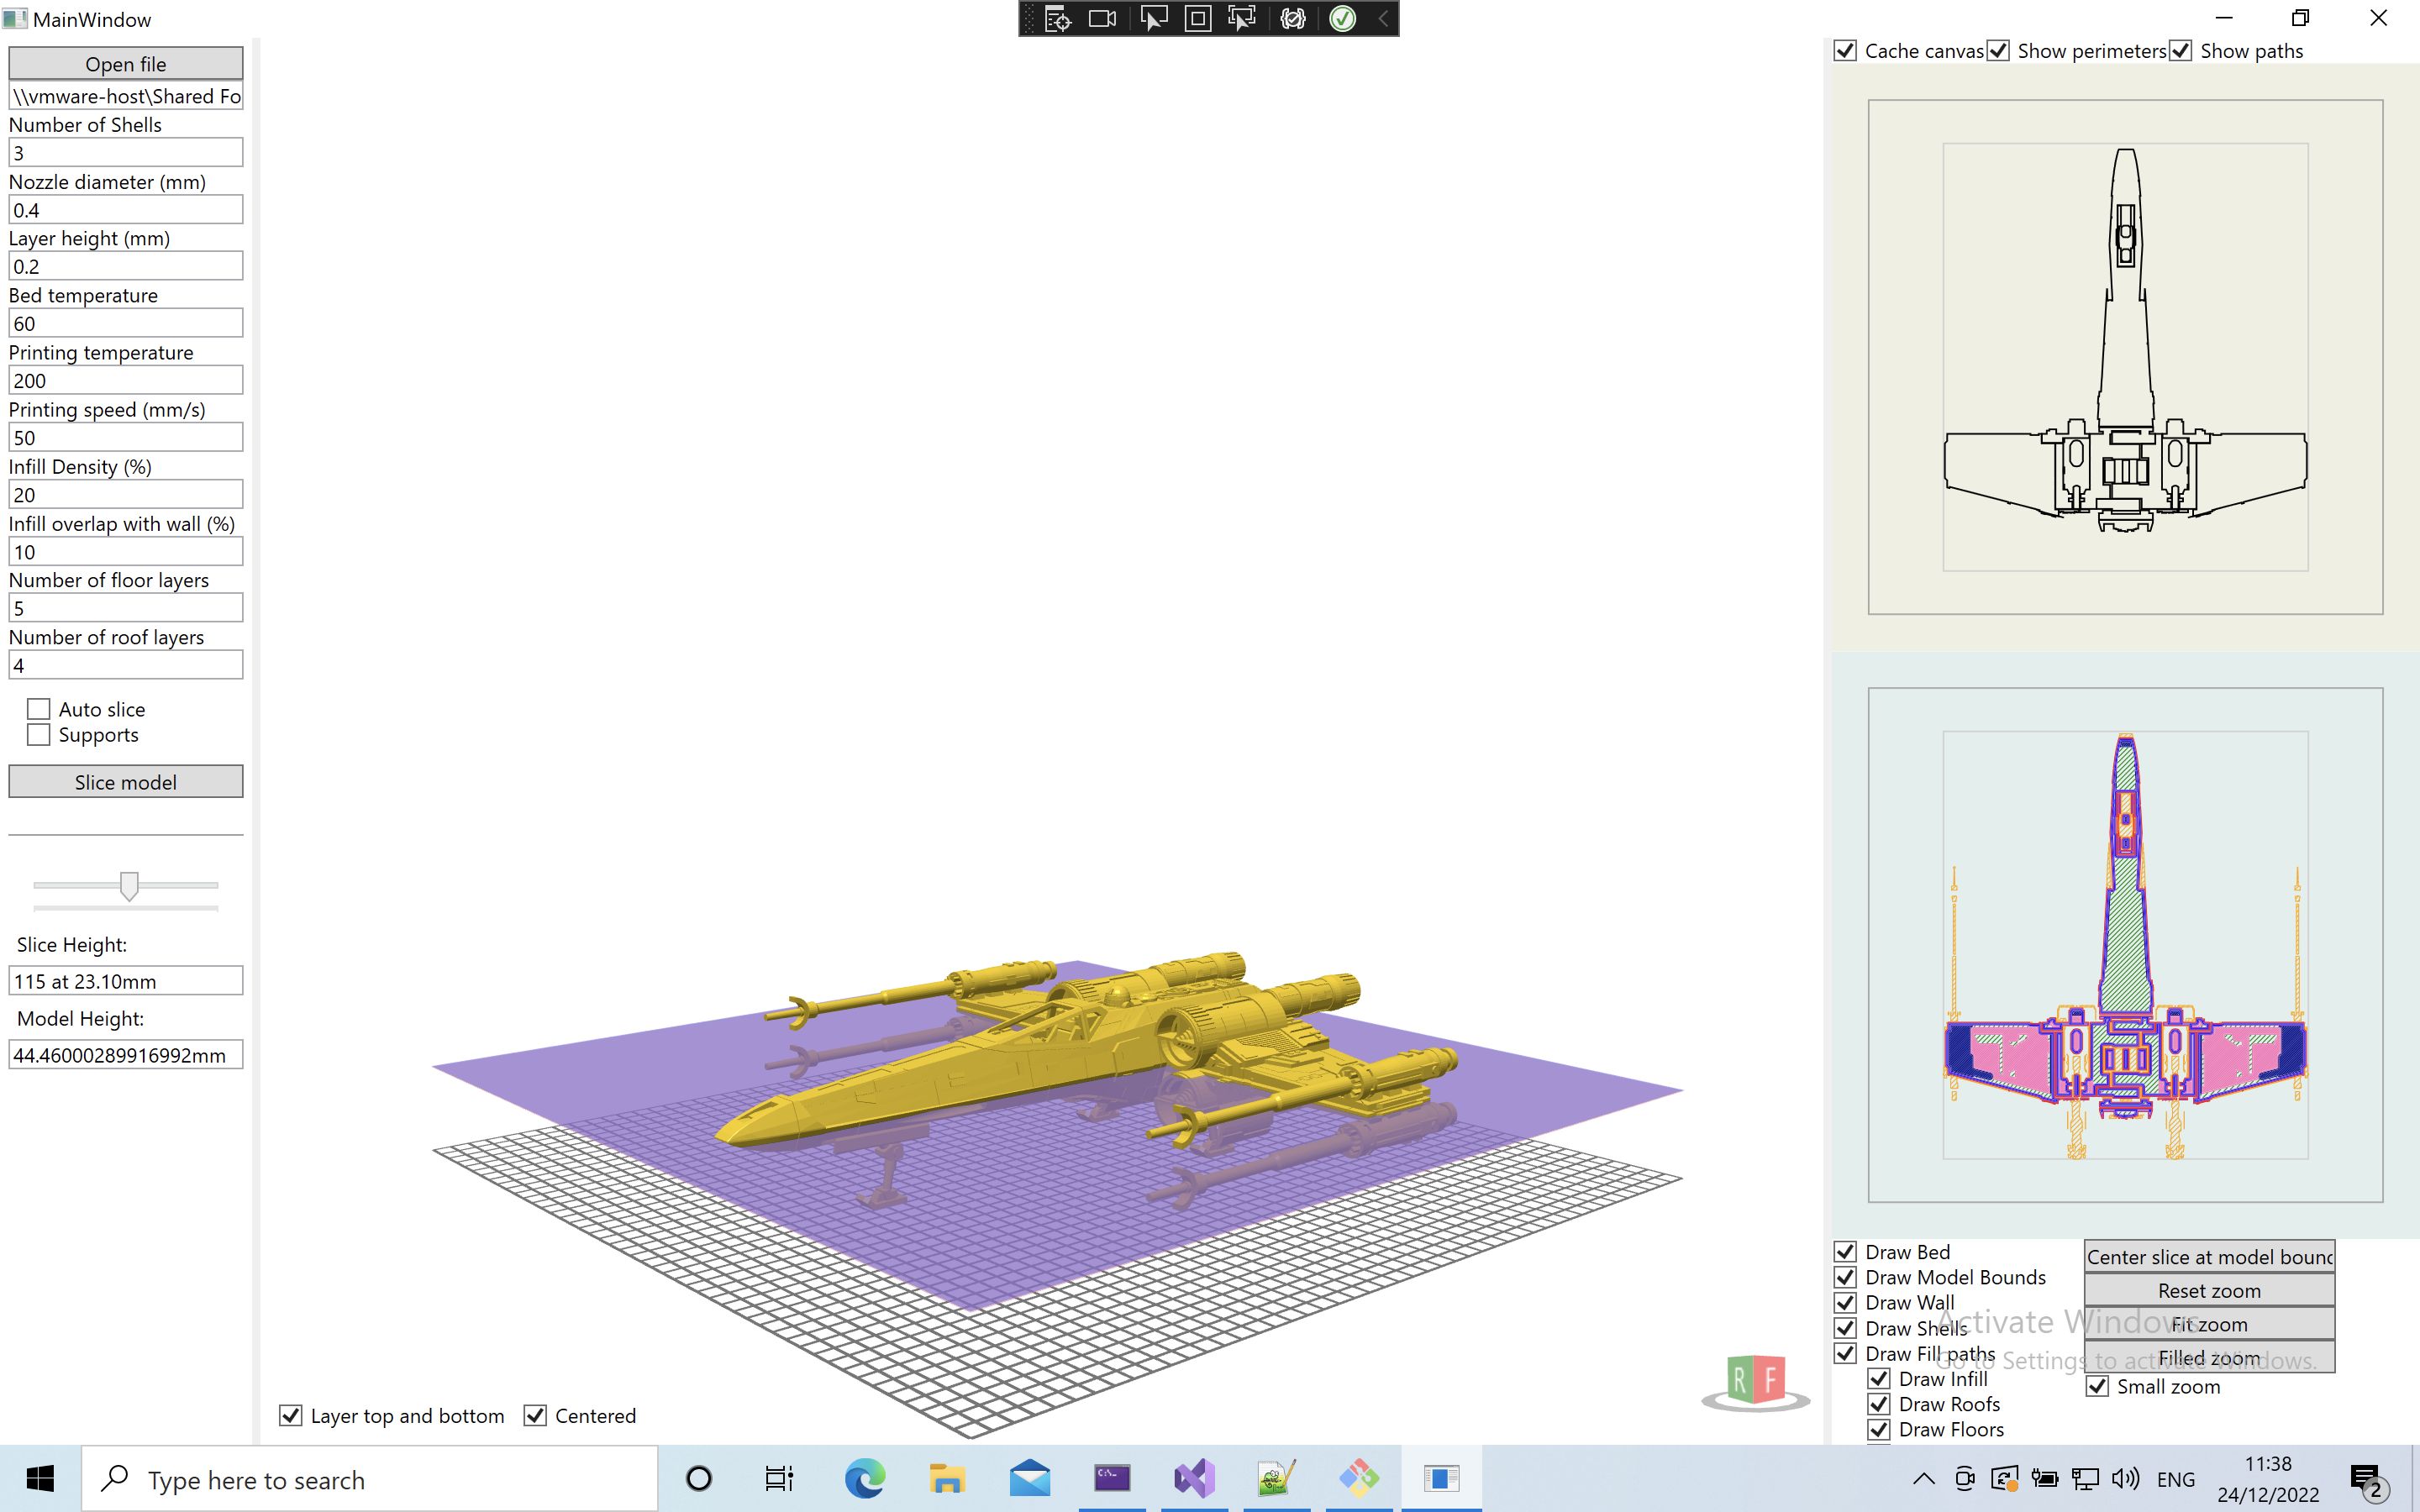 MainWindow
Open file
\\vmware-host\Shared Fo
Number of Shells
3
Nozzle diameter (mm)
0.4
Layer height (mm)
0.2
Bed temperature
60
Printing temperature
200
Printing speed (mm/s)
50
Infill Density (%)
20
Infill overlap with wall (%)
10
Number of floor layers
5
Number of roof layers
4
Auto slice
Supports
Slice model
Slice Height:
115 at 23.10mm
Model Height:
44.46000289916992mm
Layer top and bottom Centered
R F
Cache canvas Show perimeters Show paths
Draw Bed
Draw Model Bounds
Draw Wall
Draw Shells
Draw Fill paths
Draw Infill
Draw Roofs
Draw Floors
Center slice at model bound
Reset zoom
Fit zoom
Filled zoom
Small zoom
Activate Windows
Go to Settings to activate Windows.
Type here to search
C:\_
ENG
11:38
24/12/2022
2